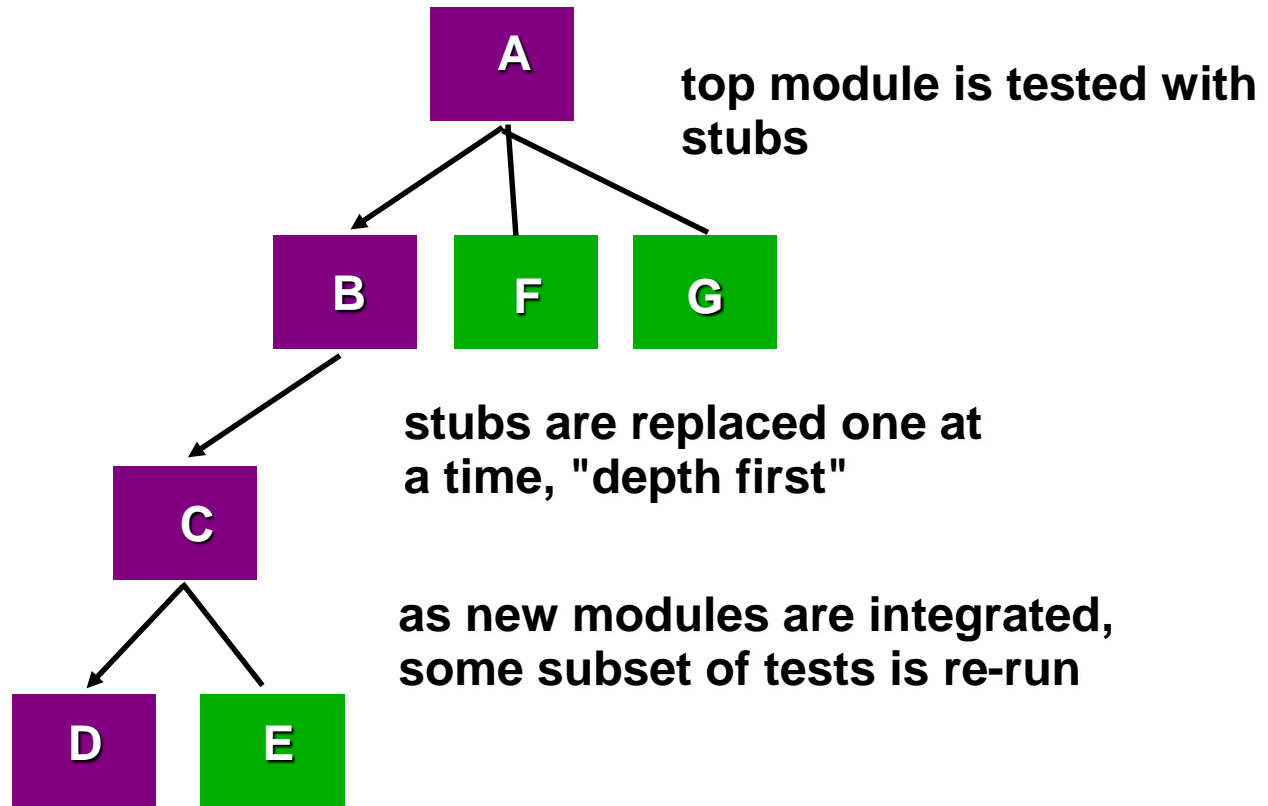 A
top module is tested with
stubs
B
F
G
stubs are replaced one at
a time, "depth first"
C
as new modules are integrated,
some subset of tests is re-run
D
E